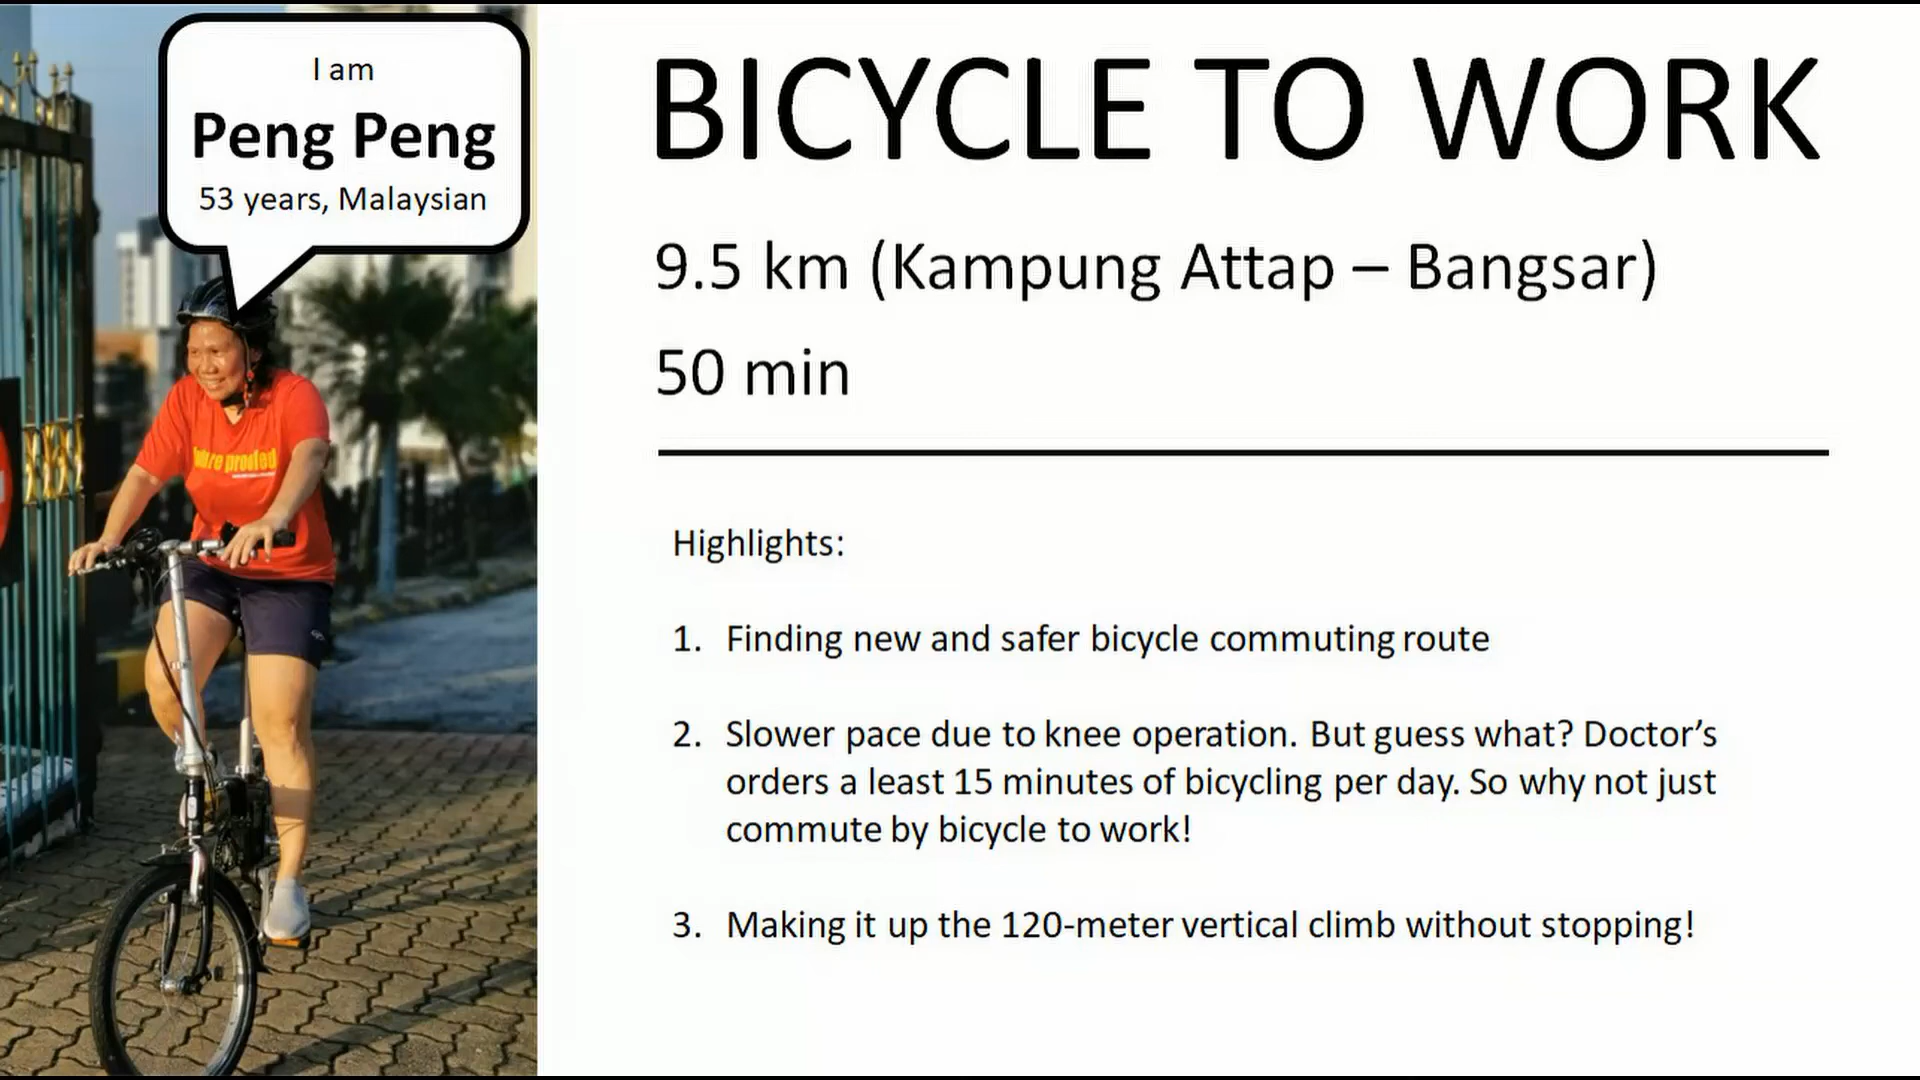 I am
Peng Peng
53 years, Malaysian
BICYCLE TO WORK
9.5 km (Kampung Attap – Bangsar)
50 min
Highlights:
1. Finding new and safer bicycle commuting route
2. Slower pace due to knee operation. But guess what? Doctor’s
orders a least 15 minutes of bicycling per day. So why not just
commute by bicycle to work!
3. Making it up the 120-meter vertical climb without stopping!
proofed